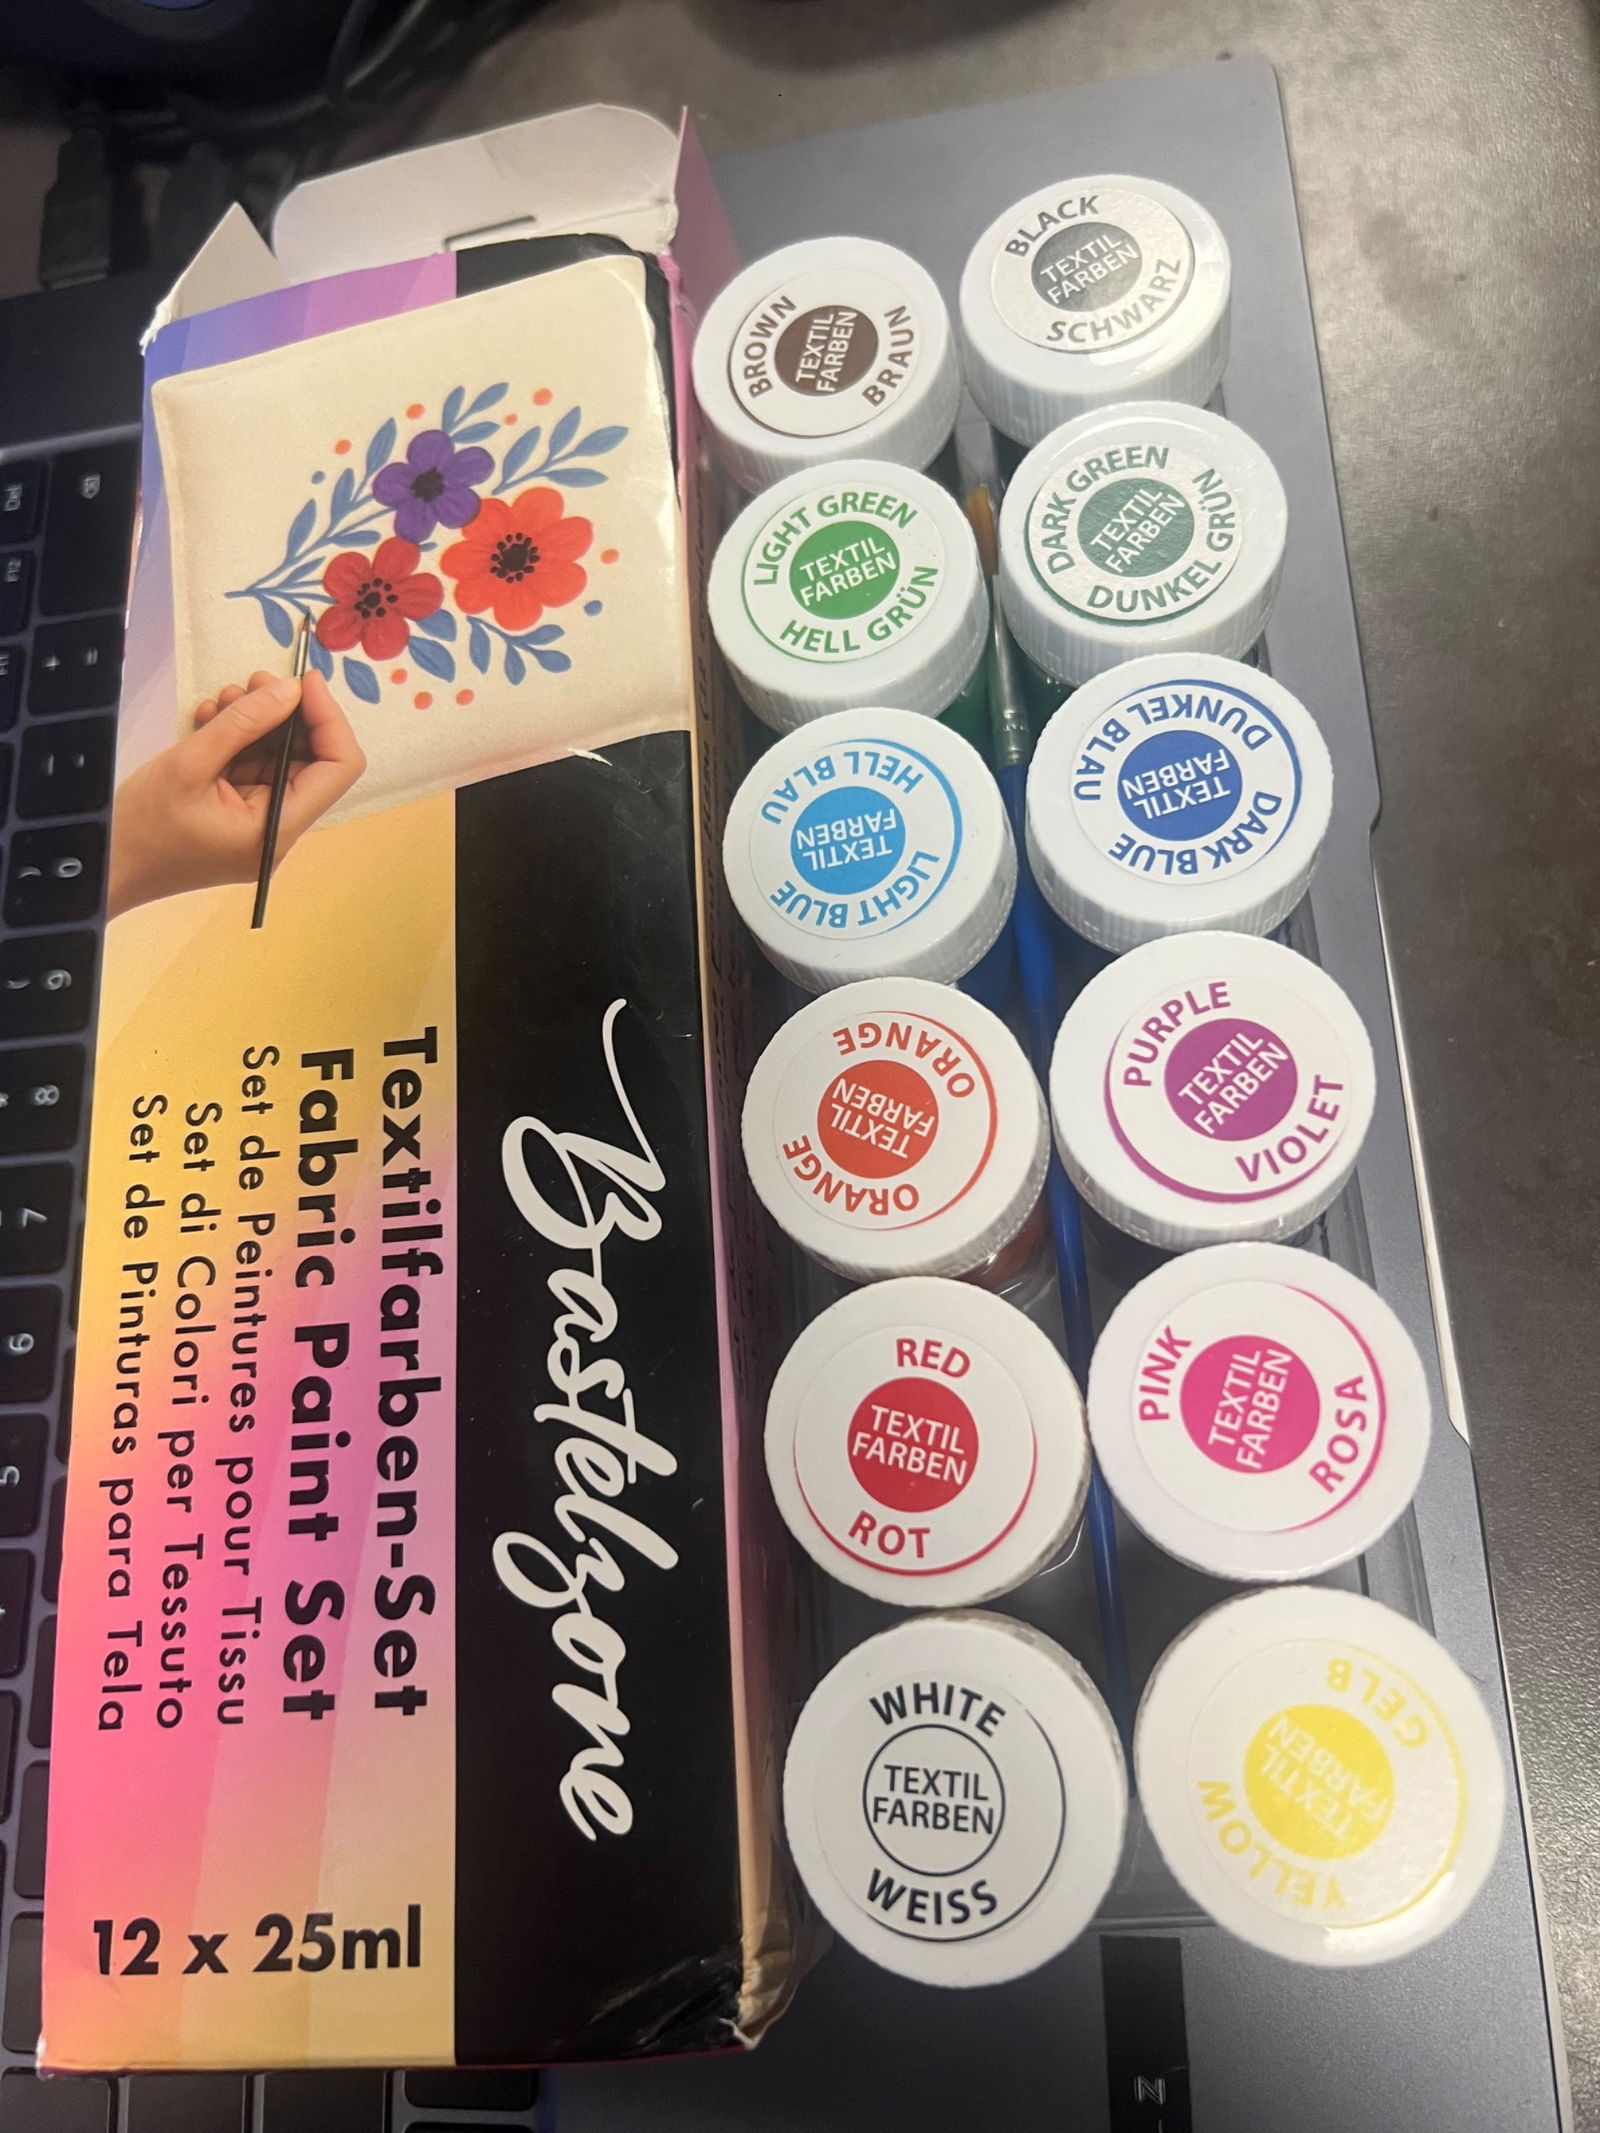 Bastelzone
Textilfarben-Set
Fabric Paint Set
Set de Peintures pour Tissu
Set di Colori per Tessuto
Set de Pinturas para Tela
12 x 25ml
BROWN
TEXTIL
FARBEN
BRAUN
BLACK
TEXTIL
FARBEN
SCHWARZ
LIGHT GREEN
TEXTIL
FARBEN
HELL GRÜN
DARK GREEN
TEXTIL
FARBEN
DUNKEL GRÜN
LIGHT BLUE
TEXTIL
FARBEN
HELL BLAU
DARK BLUE
TEXTIL
FARBEN
DUNKEL BLAU
ORANGE
TEXTIL
FARBEN
ORANGE
PURPLE
TEXTIL
FARBEN
VIOLET
RED
TEXTIL
FARBEN
ROT
PINK
TEXTIL
FARBEN
ROSA
WHITE
TEXTIL
FARBEN
WEISS
YELLOW
TEXTIL
FARBEN
GELB